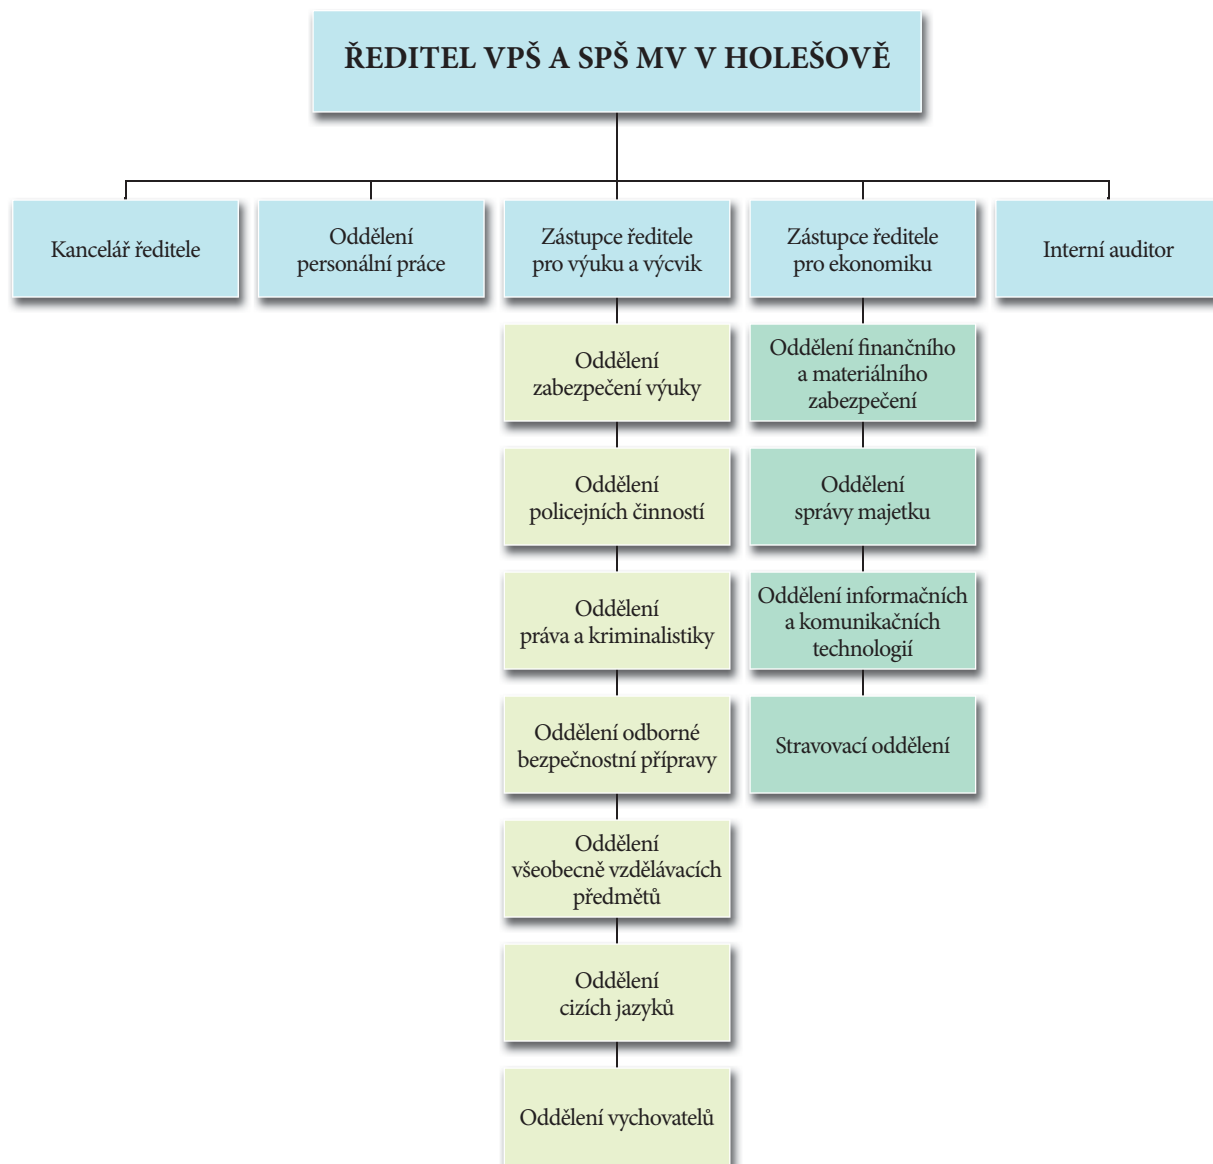 ŘEDITEL VPŠ A SPŠ MV V HOLEŠOVĚ
Kancelář ředitele
Oddělení
personální práce
Zástupce ředitele
pro výuku a výcvik
Zástupce ředitele
pro ekonomiku
Interní auditor
Oddělení
zabezpečení výuky
Oddělení
policejních činností
Oddělení
práva a kriminalistiky
Oddělení odborné
bezpečnostní přípravy
Oddělení
všeobecně vzdělávacích
předmětů
Oddělení
cizích jazyků
Oddělení vychovatelů
Oddělení finančního
a materiálního
zabezpečení
Oddělení
správy majetku
Oddělení informačních
a komunikačních
technologií
Stravovací oddělení